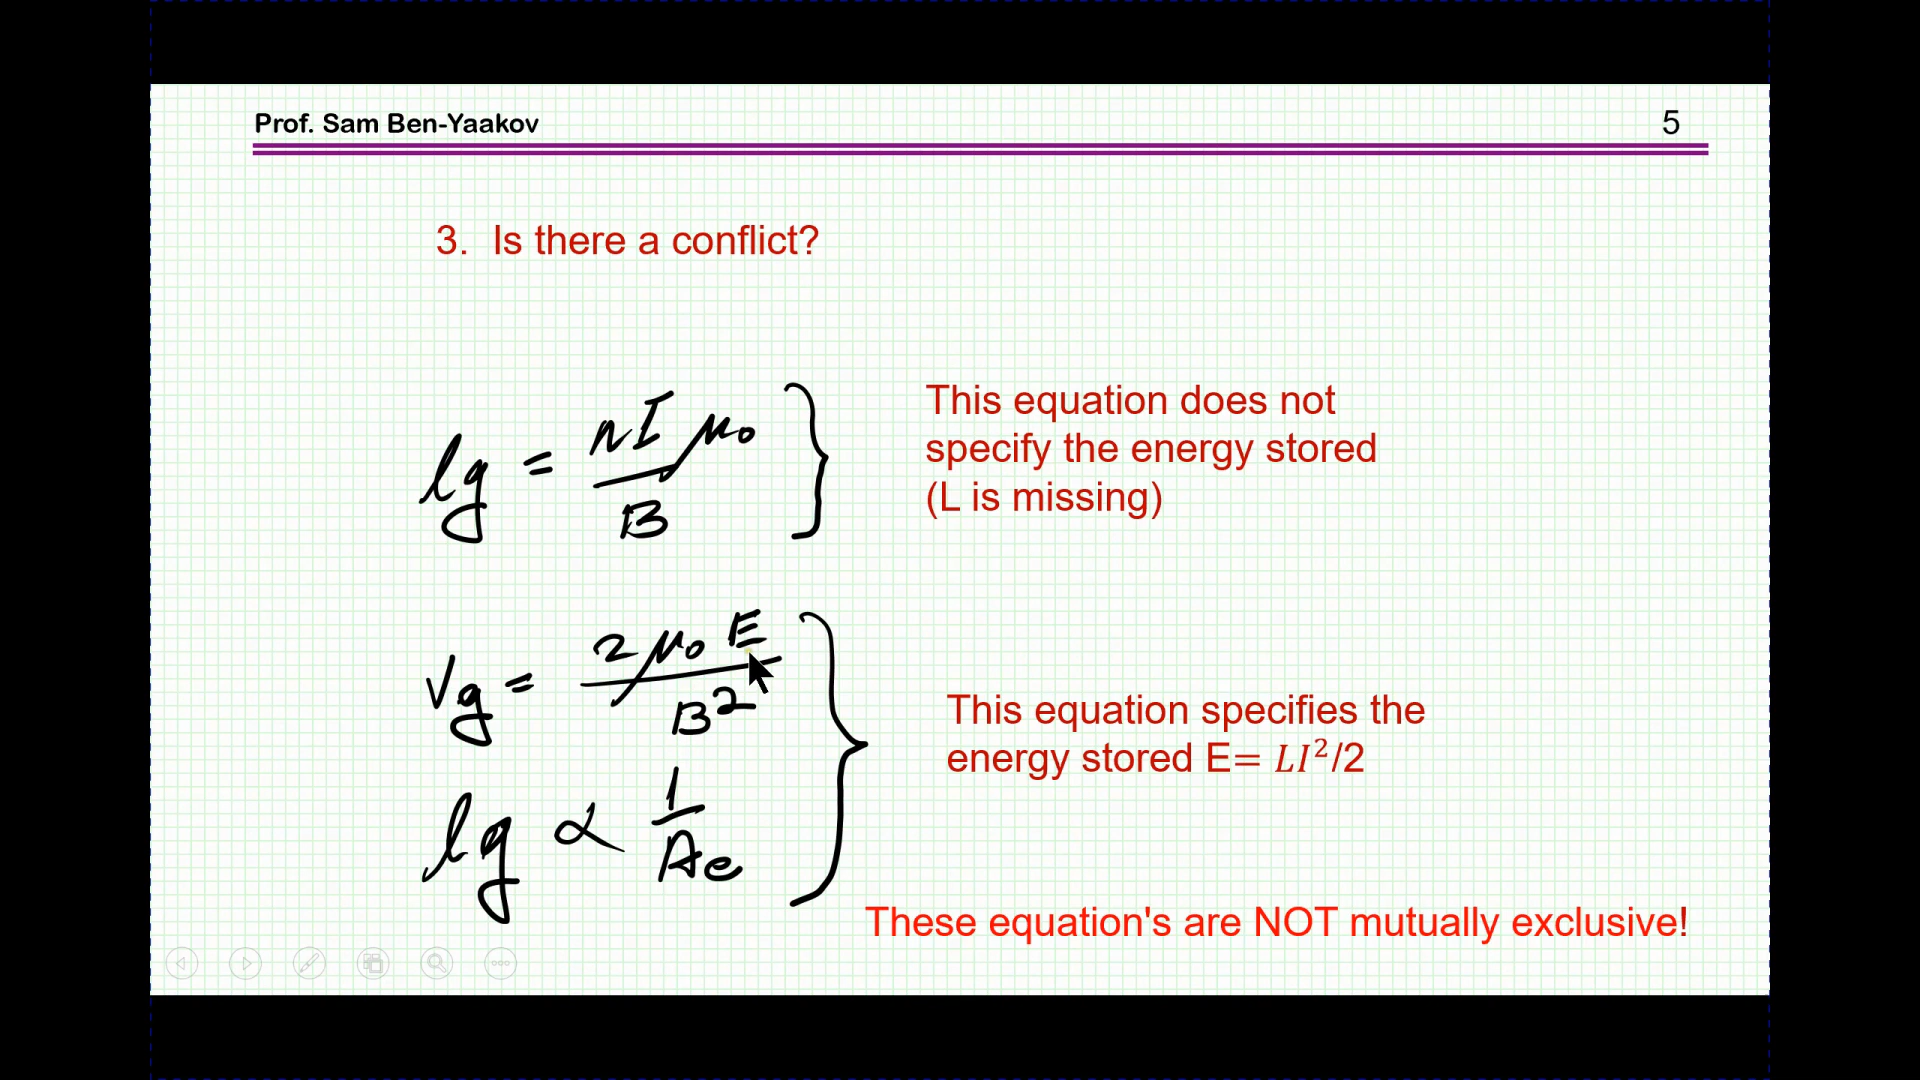 Prof. Sam Ben-Yaakov 5
3. Is there a conflict?
lg = nIμ₀ / B
This equation does not
specify the energy stored
(L is missing)
Vg = 2μ₀E / B²
This equation specifies the
energy stored E= LI²/2
lg ∝ 1 / Ae
These equation's are NOT mutually exclusive!